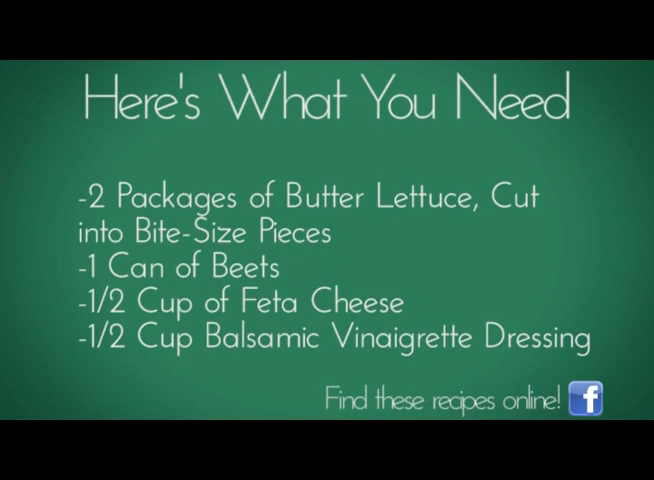 Here's What You Need
-2 Packages of Butter Lettuce, Cut
into Bite-Size Pieces
-1 Can of Beets
-1/2 Cup of Feta Cheese
-1/2 Cup Balsamic Vinaigrette Dressing
Find these recipes online! f